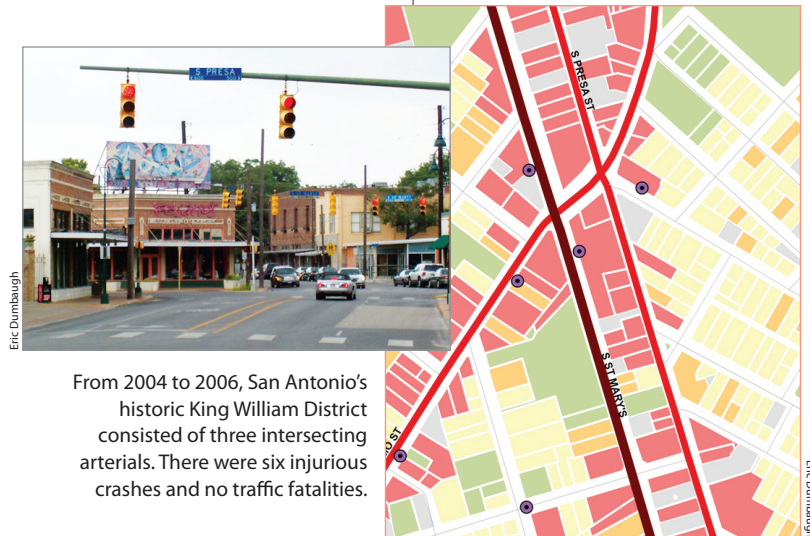 S PRESA
Eric Dumbaugh
From 2004 to 2006, San Antonio's
historic King William District
consisted of three intersecting
arterials. There were six injurious
crashes and no traffic fatalities.
S PRESA ST
S ST MARY'S
O ST
Eric Dumbaugh